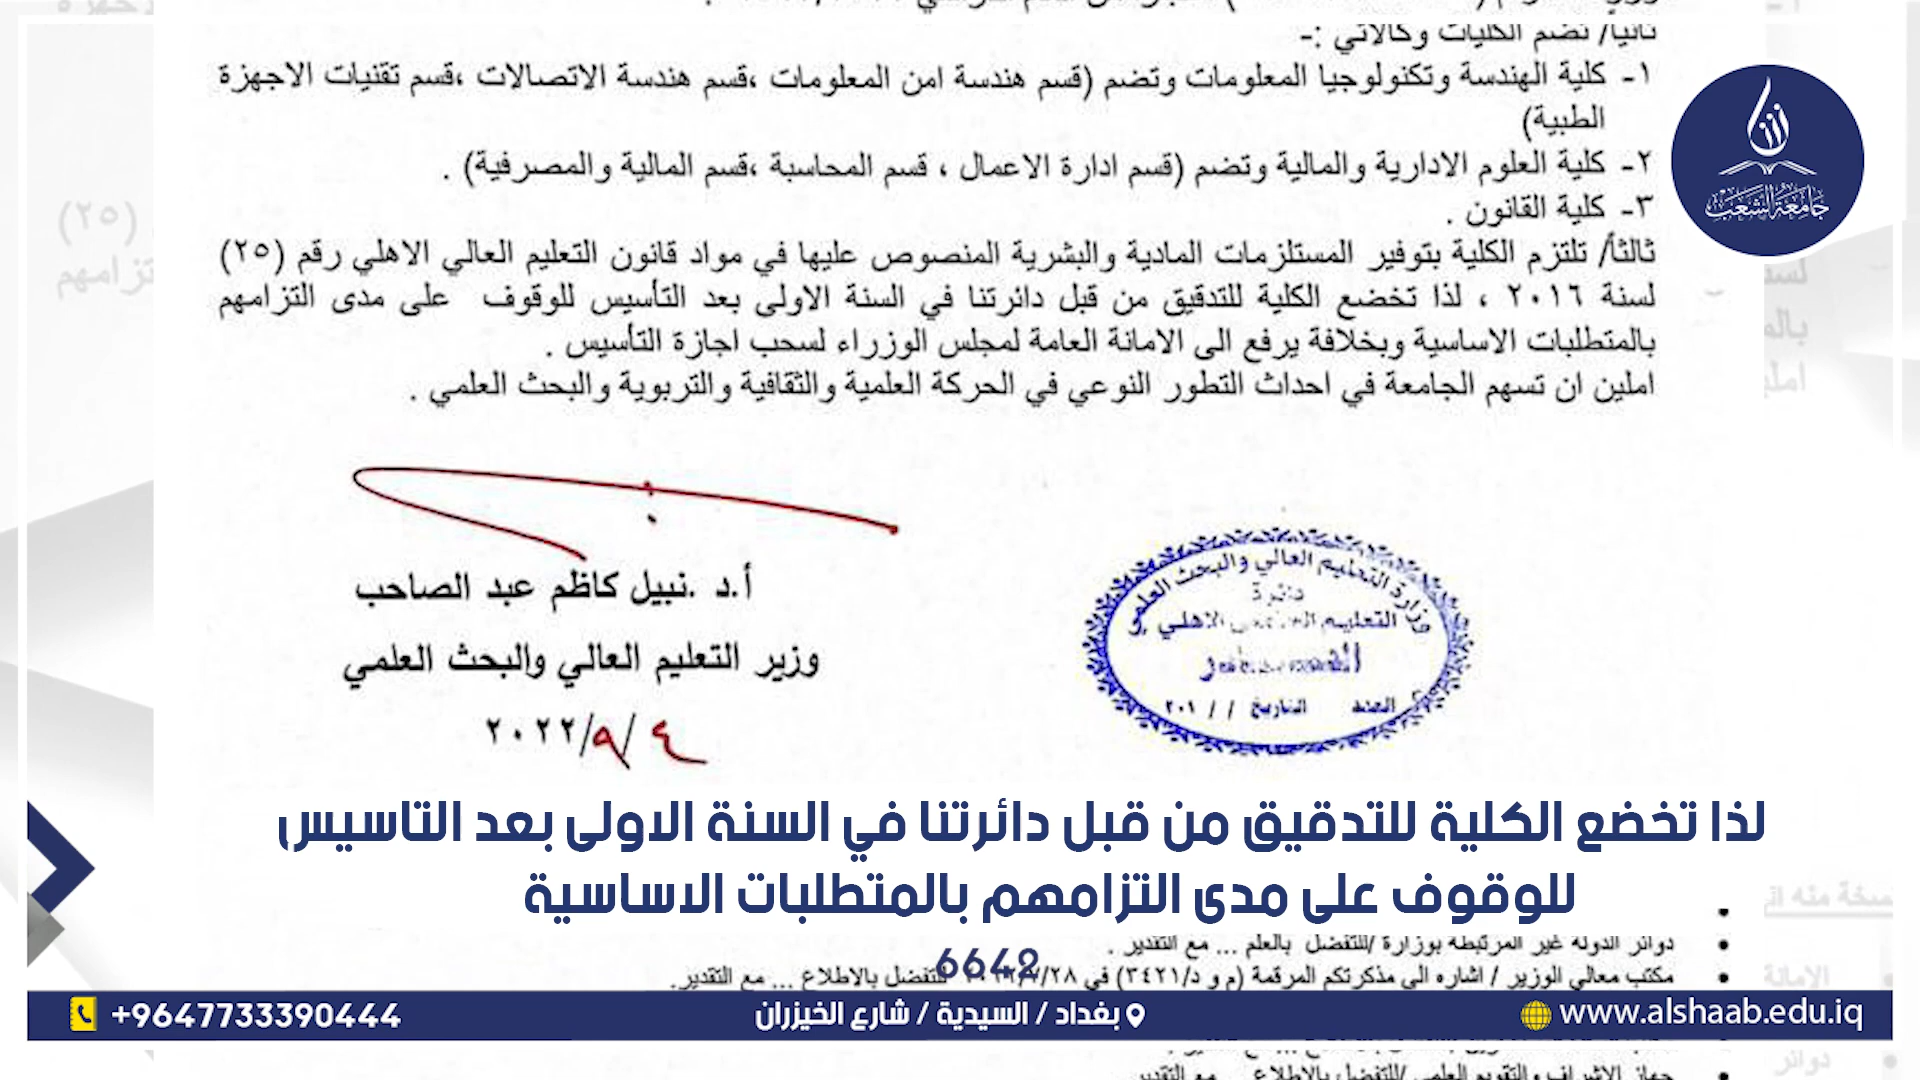 ثانيا/ تضم الكليات وكالاتي :-
١- كلية الهندسة وتكنولوجيا المعلومات وتضم (قسم هندسة امن المعلومات ،قسم هندسة الاتصالات ،قسم تقنيات الاجهزة
الطبية)
٢- كلية العلوم الادارية والمالية وتضم (قسم ادارة الاعمال ، قسم المحاسبة ،قسم المالية والمصرفية) .
٣- كلية القانون .
ثالثاً/ تلتزم الكلية بتوفير المستلزمات المادية والبشرية المنصوص عليها في مواد قانون التعليم العالي الاهلي رقم (٢٥)
لسنة ٢٠١٦ ، لذا تخضع الكلية للتدقيق من قبل دائرتنا في السنة الاولى بعد التأسيس للوقوف على مدى التزامهم
بالمتطلبات الاساسية وبخلافة يرفع الى الامانة العامة لمجلس الوزراء لسحب اجازة التأسيس .
املين ان تسهم الجامعة في احداث التطور النوعي في الحركة العلمية والثقافية والتربوية والبحث العلمي .
جامعة الشعب
أ.د .نبيل كاظم عبد الصاحب
وزير التعليم العالي والبحث العلمي
٤/٩/٢٠٢٢
وزارة التعليم العالي والبحث العلمي
دائرة
التعليم الاهلي
العدد التاريخ / / ٢٠١
لذا تخضع الكلية للتدقيق من قبل دائرتنا في السنة الاولى بعد التاسيس
للوقوف على مدى التزامهم بالمتطلبات الاساسية
دوائر الدولة غير المرتبطة بوزارة /للتفضل بالعلم ... مع التقدير .
6642
مكتب معالي الوزير / اشاره الى مذكرتكم المرقمة (م و د/٣٤٢١) في للتفضل بالاطلاع ... مع التقدير.
+9647733390444
بغداد / السيدية / شارع الخيزران
www.alshaab.edu.iq
جهاز الاشراف والتقويم العلمي /للتفضل بالاطلاع ... مع التقدير.